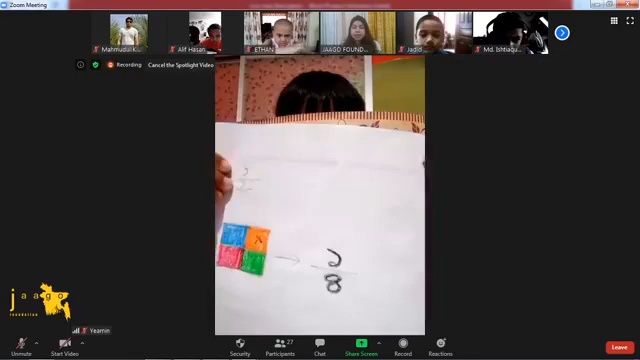 Zoom Meeting
Mahmudul K...
Alif Hasan
ETHAN
JAAGO FOUND...
Jadid
Md. Ishtiaqu...
Recording
Cancel the Spotlight Video
X
১
৪
jaago
foundation
Yeamin
27
Unmute
Start Video
Security
Participants
Chat
Share Screen
Record
Reactions
Leave